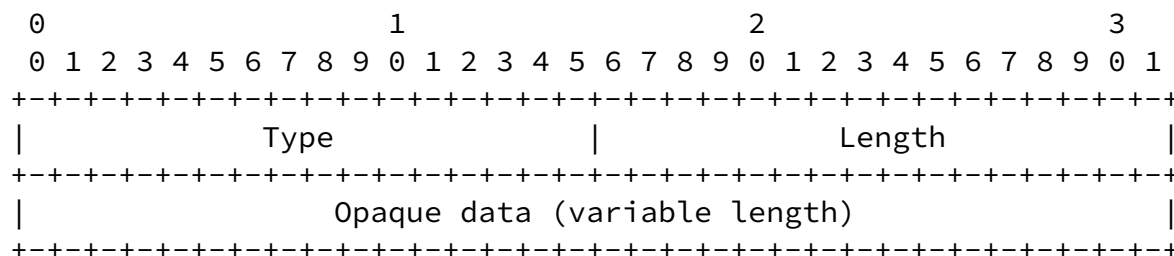 0                   1                   2                   3
 0 1 2 3 4 5 6 7 8 9 0 1 2 3 4 5 6 7 8 9 0 1 2 3 4 5 6 7 8 9 0 1
+-+-+-+-+-+-+-+-+-+-+-+-+-+-+-+-+-+-+-+-+-+-+-+-+-+-+-+-+-+-+-+-+
|             Type              |             Length            |
+-+-+-+-+-+-+-+-+-+-+-+-+-+-+-+-+-+-+-+-+-+-+-+-+-+-+-+-+-+-+-+-+
|                 Opaque data (variable length)                 |
+-+-+-+-+-+-+-+-+-+-+-+-+-+-+-+-+-+-+-+-+-+-+-+-+-+-+-+-+-+-+-+-+